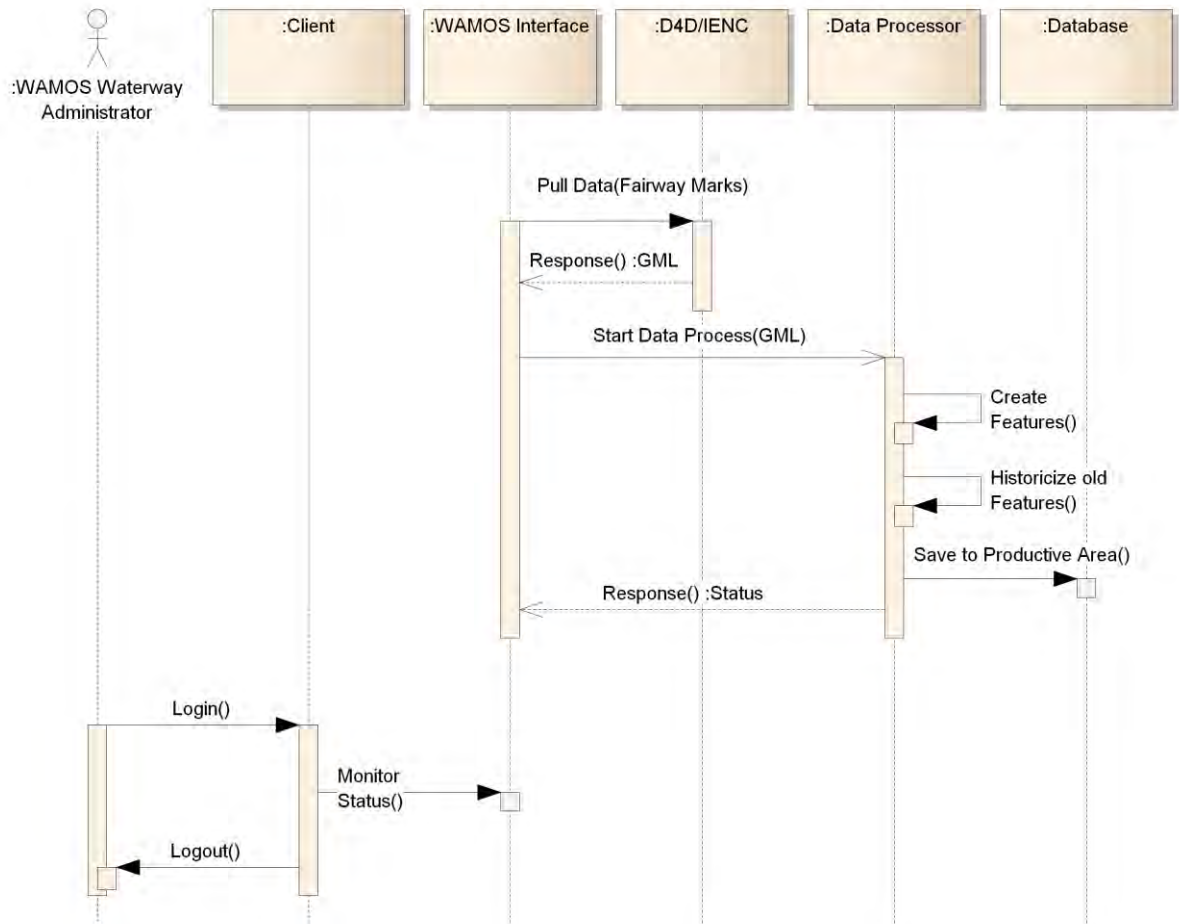 :Client
:WAMOS Interface
:D4D/IENC
:Data Processor
:Database
:WAMOS Waterway
Administrator
Pull Data(Fairway Marks)
Response() :GML
Start Data Process(GML)
Create
Features()
Historicize old
Features()
Save to Productive Area()
Response() :Status
Login()
Monitor
Status()
Logout()